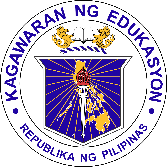 KAGAWARAN NG EDUKASYON
REPUBLIKA NG PILIPINAS